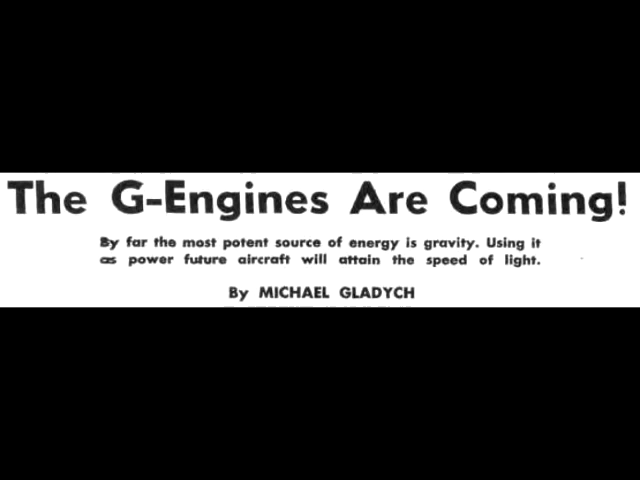 The G-Engines Are Coming!
By far the most potent source of energy is gravity. Using it
as power future aircraft will attain the speed of light.
By MICHAEL GLADYCH